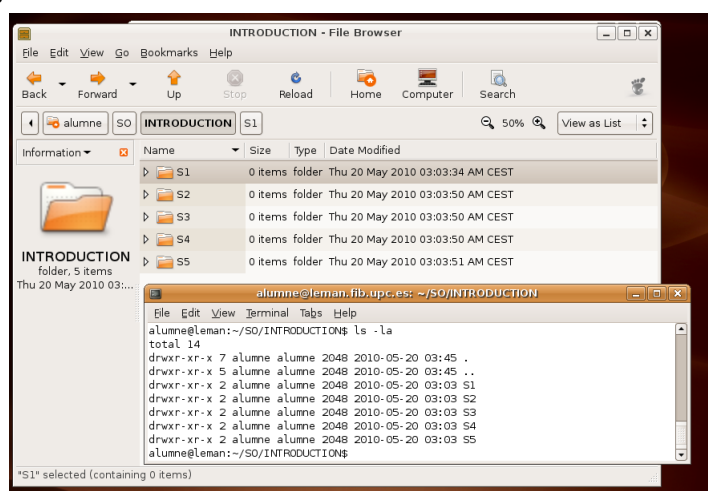 INTRODUCTION - File Browser
File Edit View Go Bookmarks Help
Back Forward Up Stop Reload Home Computer Search
alumne SO INTRODUCTION S1 50% View as List
Information Name Size Type Date Modified
S1 0 items folder Thu 20 May 2010 03:03:34 AM CEST
S2 0 items folder Thu 20 May 2010 03:03:50 AM CEST
S3 0 items folder Thu 20 May 2010 03:03:50 AM CEST
S4 0 items folder Thu 20 May 2010 03:03:50 AM CEST
S5 0 items folder Thu 20 May 2010 03:03:51 AM CEST
INTRODUCTION
folder, 5 items
Thu 20 May 2010 03:...
alumne@leman.fib.upc.es: ~/SO/INTRODUCTION
File Edit View Terminal Tabs Help
alumne@leman:~/SO/INTRODUCTION$ ls -la
total 14
drwxr-xr-x 7 alumne alumne 2048 2010-05-20 03:45 .
drwxr-xr-x 5 alumne alumne 2048 2010-05-20 03:45 ..
drwxr-xr-x 2 alumne alumne 2048 2010-05-20 03:03 S1
drwxr-xr-x 2 alumne alumne 2048 2010-05-20 03:03 S2
drwxr-xr-x 2 alumne alumne 2048 2010-05-20 03:03 S3
drwxr-xr-x 2 alumne alumne 2048 2010-05-20 03:03 S4
drwxr-xr-x 2 alumne alumne 2048 2010-05-20 03:03 S5
alumne@leman:~/SO/INTRODUCTION$
"S1" selected (containing 0 items)